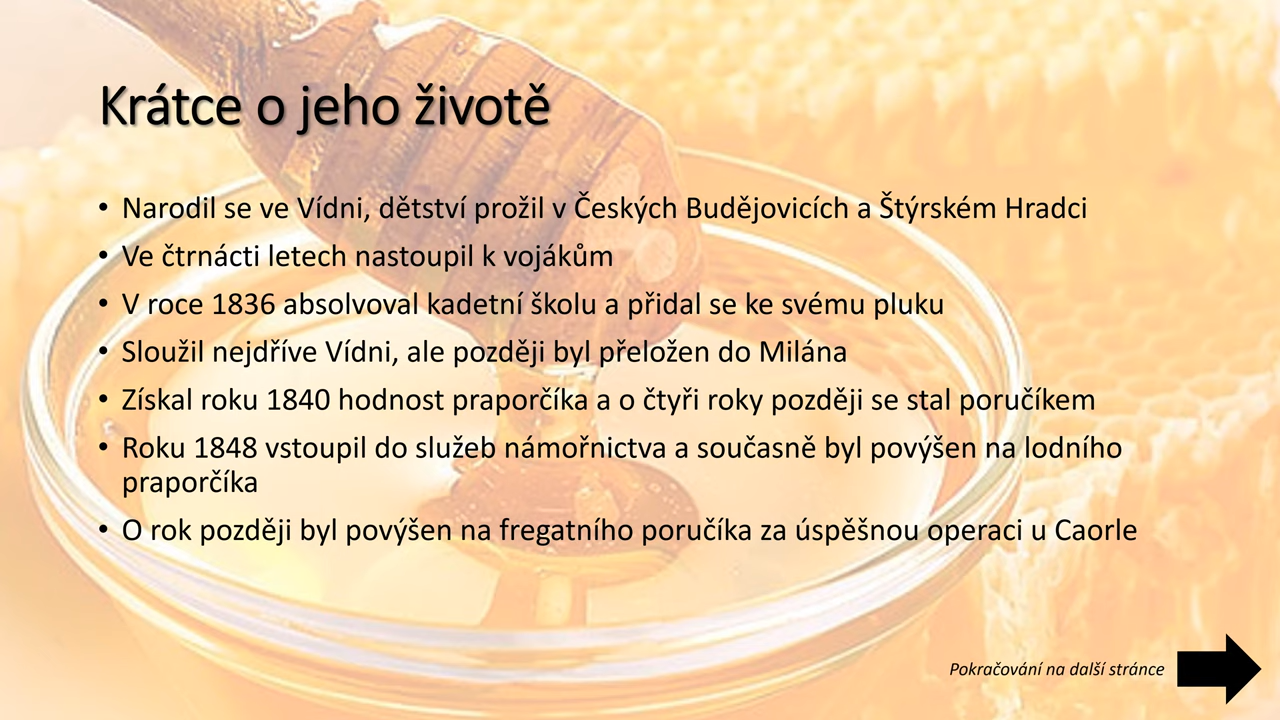 Krátce o jeho životě
• Narodil se ve Vídni, dětství prožil v Českých Budějovicích a Štýrském Hradci
• Ve čtrnácti letech nastoupil k vojákům
• V roce 1836 absolvoval kadetní školu a přidal se ke svému pluku
• Sloužil nejdříve Vídni, ale později byl přeložen do Milána
• Získal roku 1840 hodnost praporčíka a o čtyři roky později se stal poručíkem
• Roku 1848 vstoupil do služeb námořnictva a současně byl povýšen na lodního
praporčíka
• O rok později byl povýšen na fregatního poručíka za úspěšnou operaci u Caorle
Pokračování na další stránce